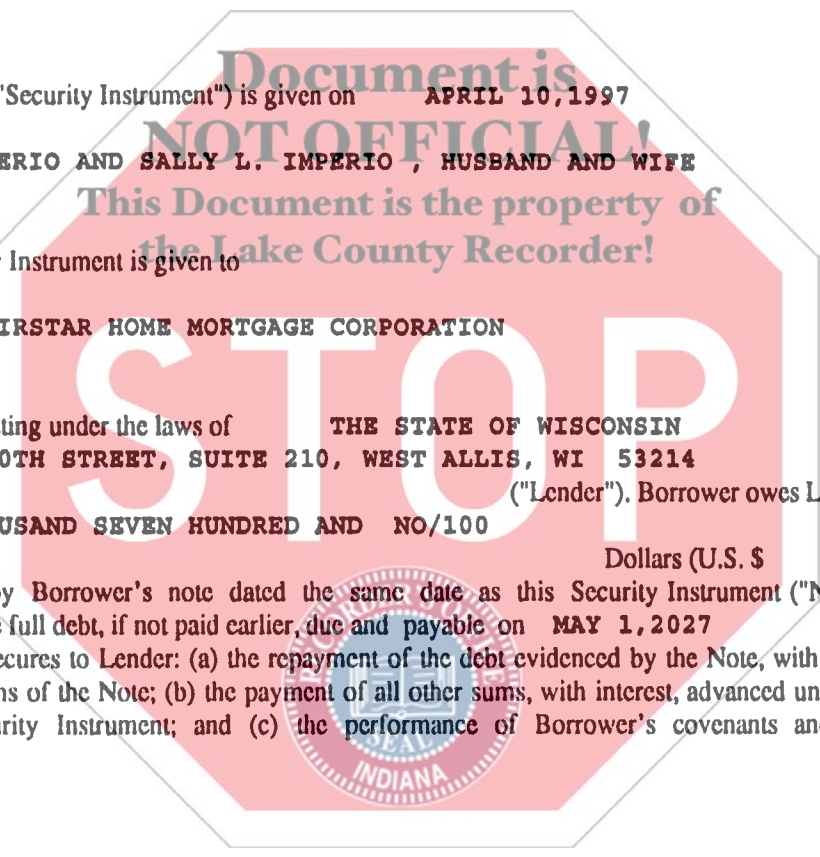 Document is
"Security Instrument") is given on APRIL 10,1997
NOT OFFICIAL!
ERIO AND SALLY L. IMPERIO , HUSBAND AND WIFE
This Document is the property of
the Lake County Recorder!
Instrument is given to
IRSTAR HOME MORTGAGE CORPORATION
STOP
ting under the laws of THE STATE OF WISCONSIN
0TH STREET, SUITE 210, WEST ALLIS, WI 53214
("Lender"). Borrower owes L
USAND SEVEN HUNDRED AND NO/100
Dollars (U.S. $
by Borrower's note dated the same date as this Security Instrument ("N
e full debt, if not paid earlier, due and payable on MAY 1,2027
ecures to Lender: (a) the repayment of the debt evidenced by the Note, with
ns of the Note; (b) the payment of all other sums, with interest, advanced un
urity Instrument; and (c) the performance of Borrower's covenants an
SEAL
INDIANA